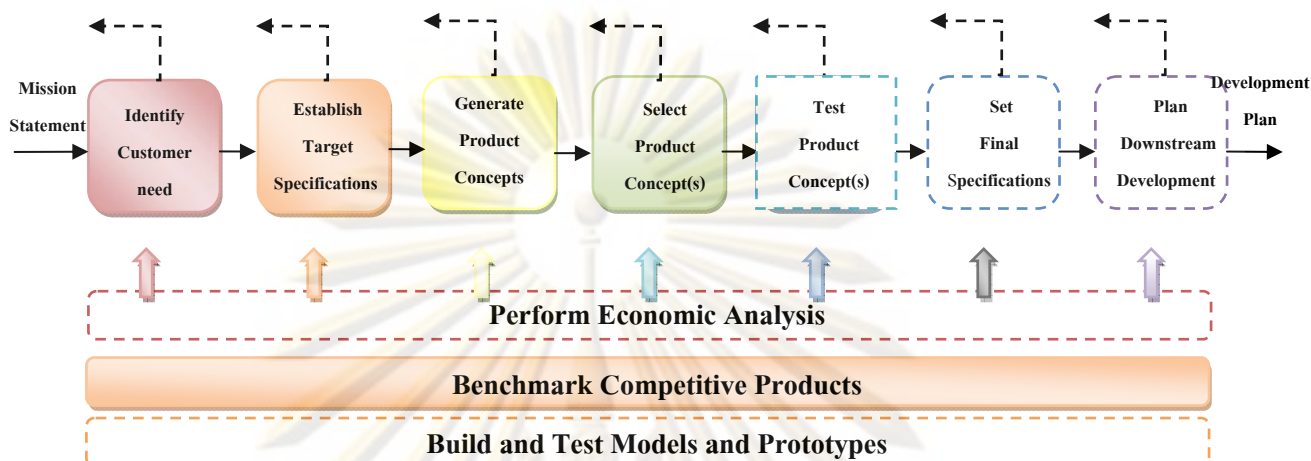 Mission
Statement
Identify
Customer
need
Establish
Target
Specifications
Generate
Product
Concepts
Select
Product
Concept(s)
Test
Product
Concept(s)
Set
Final
Specifications
Plan
Downstream
Development
Development
Plan
Perform Economic Analysis
Benchmark Competitive Products
Build and Test Models and Prototypes